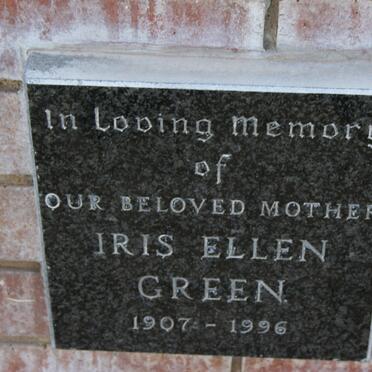 In Loving Memory
of
OUR BELOVED MOTHER
IRIS ELLEN
GREEN
1907 - 1996